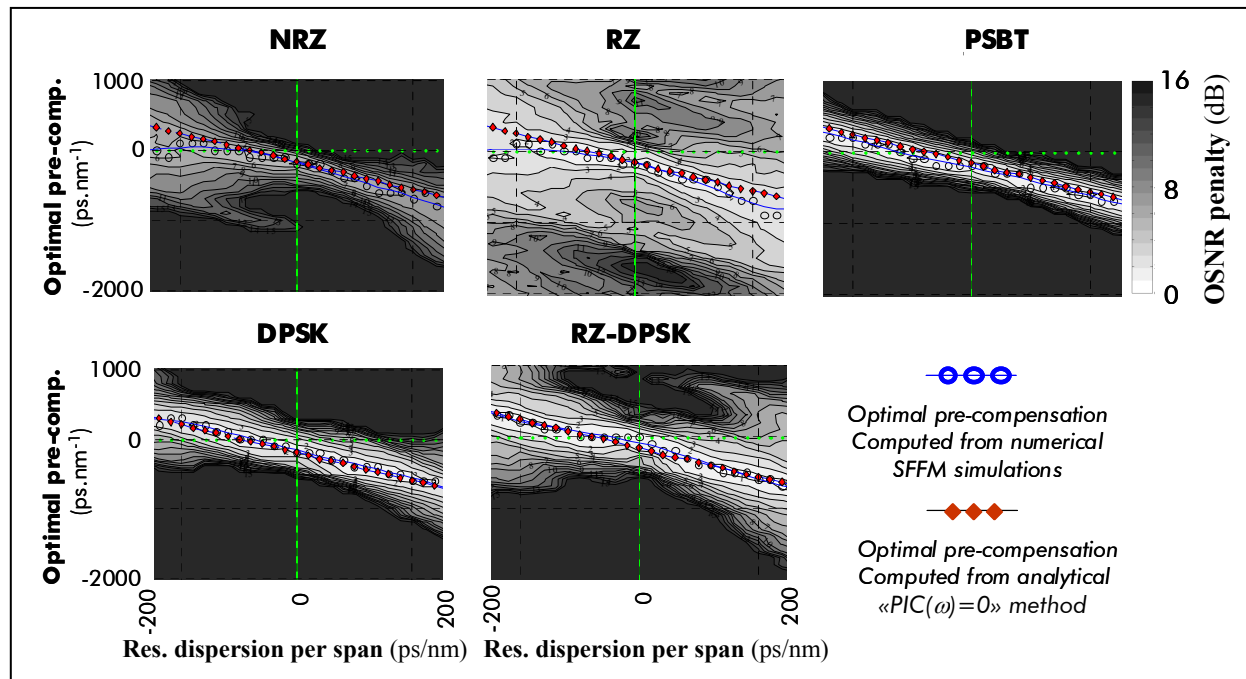 NRZ
RZ
PSBT
Optimal pre-comp.
(ps.nm-1)
1000
0
-2000
16
8
0
OSNR penalty (dB)
DPSK
RZ-DPSK
Optimal pre-comp.
(ps.nm-1)
1000
0
-2000
-200
0
200
-200
0
200
Res. dispersion per span (ps/nm)
Res. dispersion per span (ps/nm)
Optimal pre-compensation
Computed from numerical
SFFM simulations
Optimal pre-compensation
Computed from analytical
«PIC(ω)=0» method